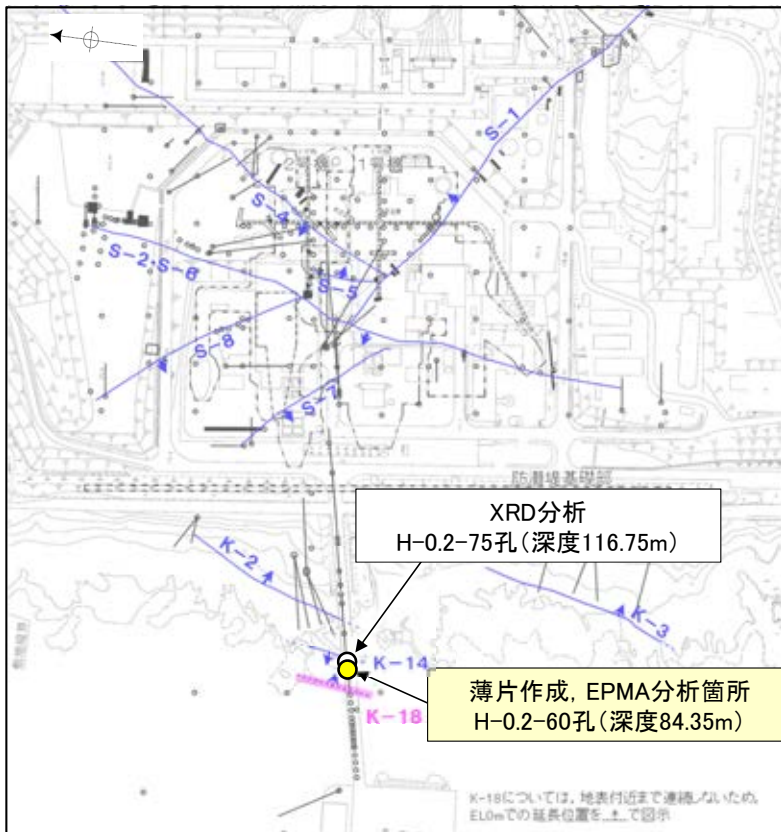 S-1
2号機
1号機
S-4
S-2・S-6
S-5
S-8
S-7
防潮堤基礎部
XRD分析
H-0.2-75孔(深度116.75m)
K-2
K-3
K-14
薄片作成, EPMA分析箇所
H-0.2-60孔(深度84.35m)
K-18
K-18については, 地表付近まで連続しないため,
EL0mでの延長位置を
で図示